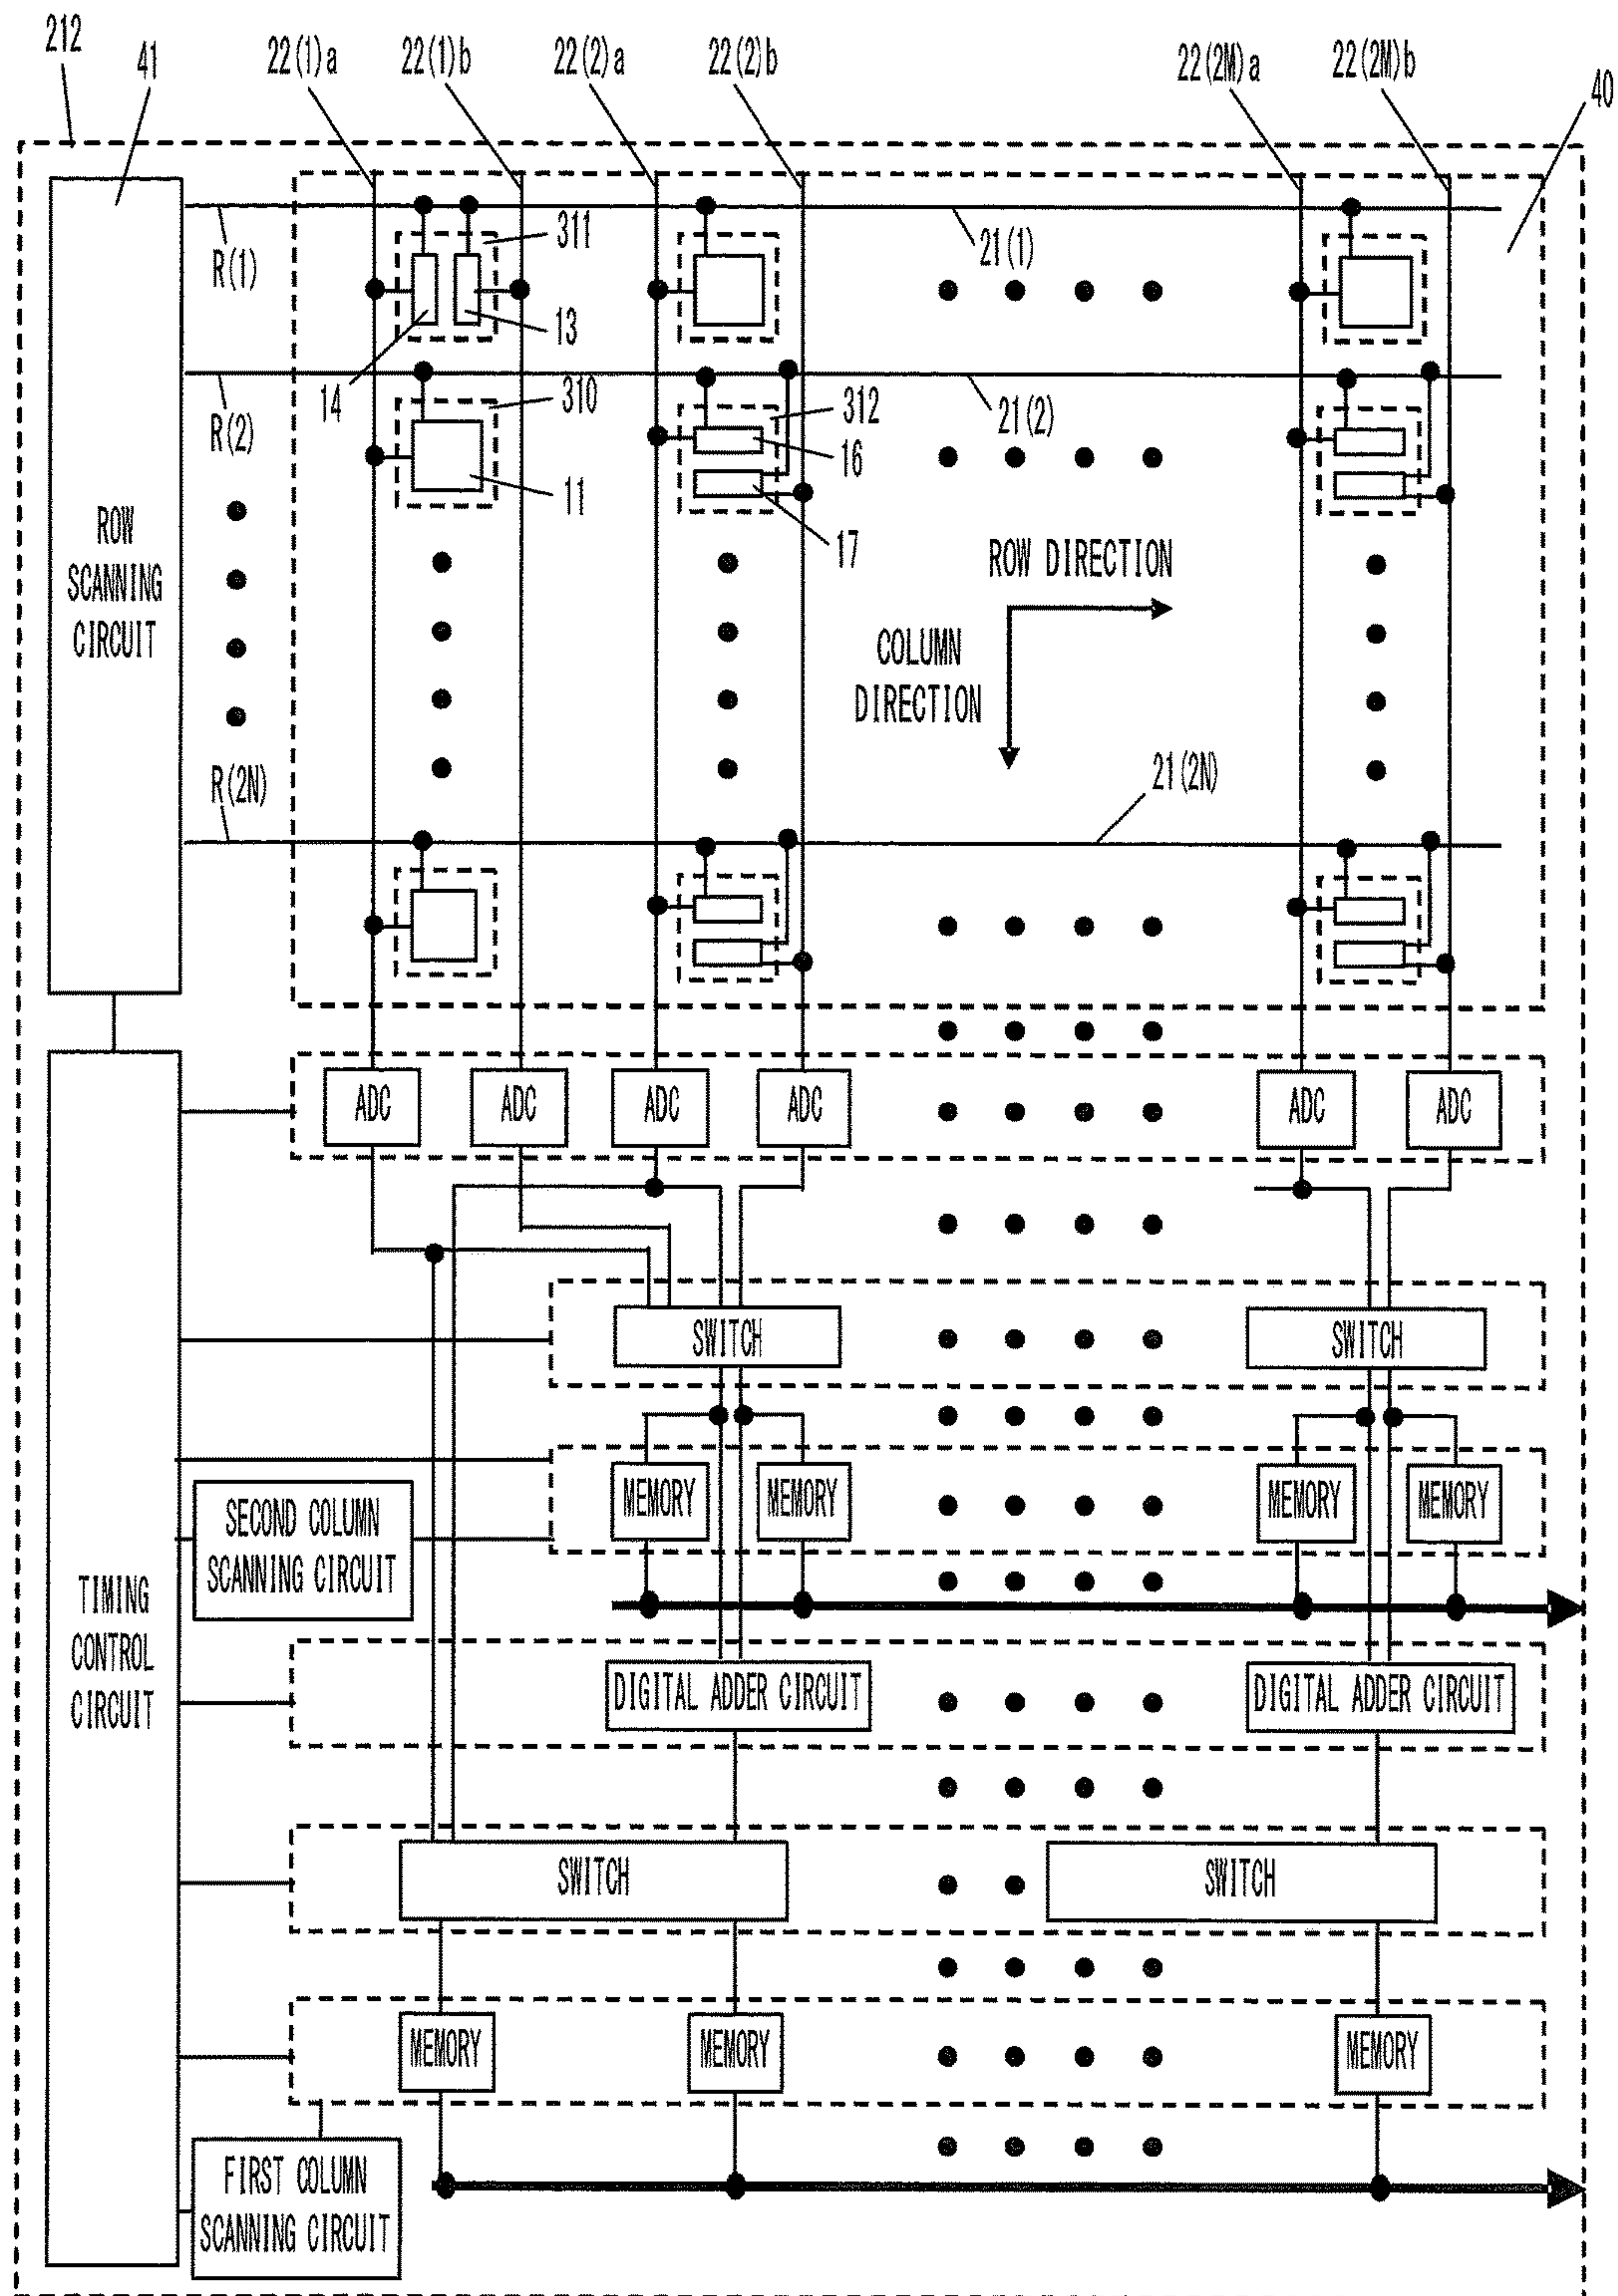 212
41
22(1)a
22(1)b
22(2)a
22(2)b
22(2M)a
22(2M)b
40
R(1)
311
21(1)
14
13
R(2)
310
312
21(2)
16
11
17
ROW
SCANNING
CIRCUIT
ROW DIRECTION
COLUMN
DIRECTION
R(2N)
21(2N)
ADC
ADC
ADC
ADC
ADC
ADC
SWITCH
SWITCH
MEMORY
MEMORY
MEMORY
MEMORY
SECOND COLUMN
SCANNING CIRCUIT
TIMING
CONTROL
CIRCUIT
DIGITAL ADDER CIRCUIT
DIGITAL ADDER CIRCUIT
SWITCH
SWITCH
MEMORY
MEMORY
MEMORY
FIRST COLUMN
SCANNING CIRCUIT